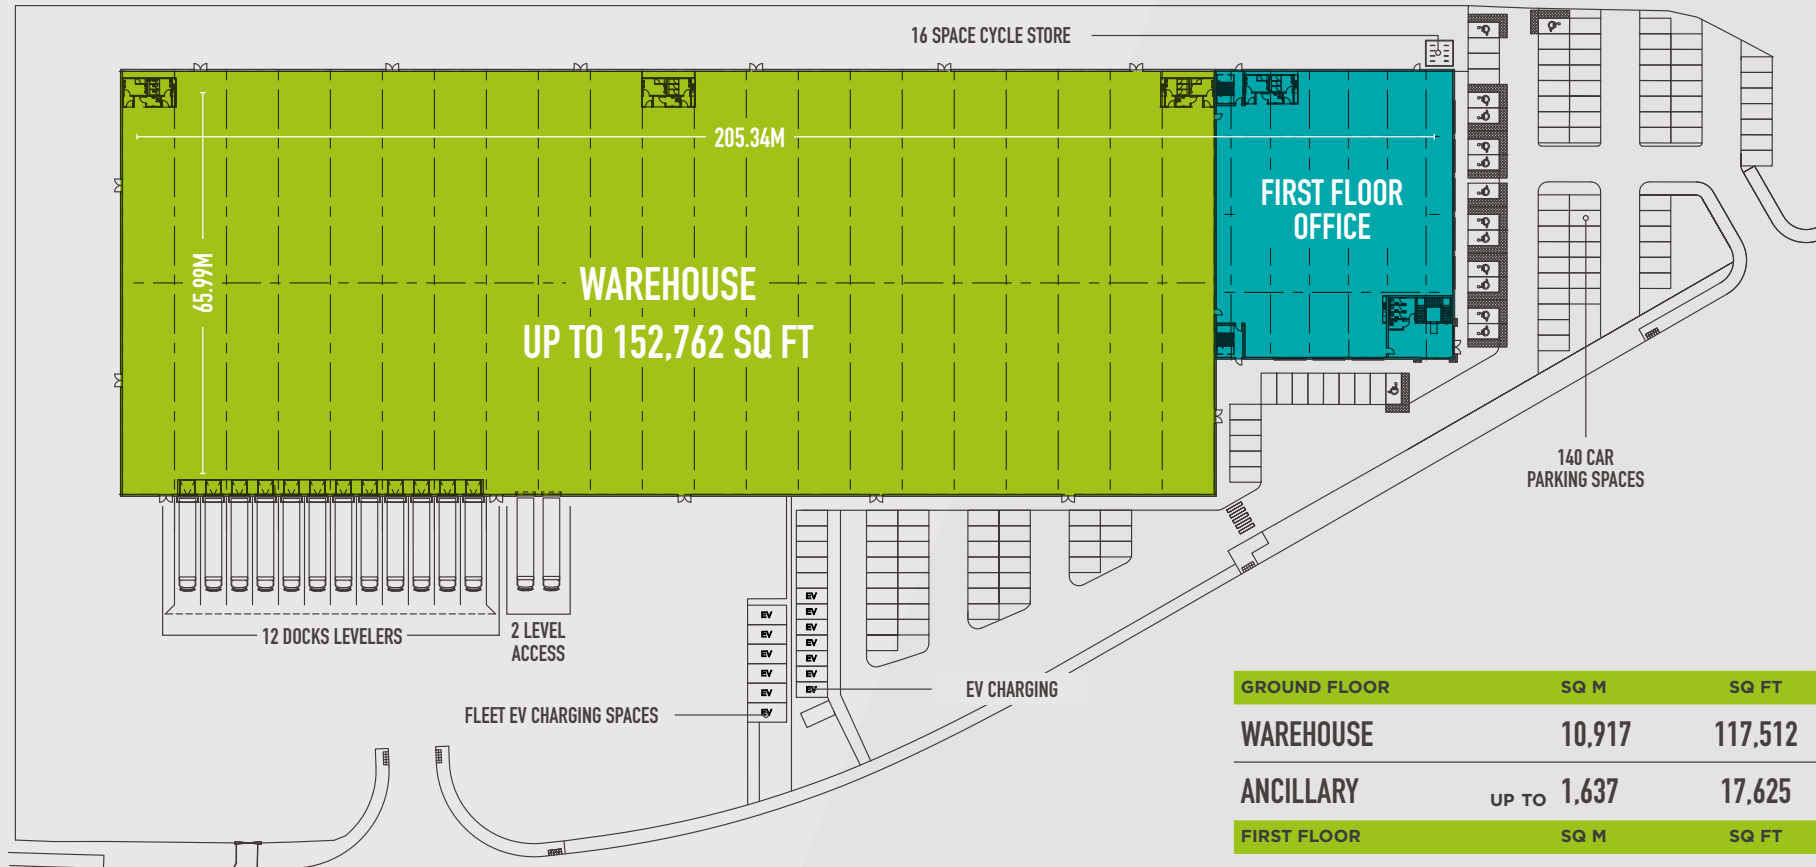 16 SPACE CYCLE STORE
205.34M
65.99M
FIRST FLOOR
OFFICE
WAREHOUSE
UP TO 152,762 SQ FT
140 CAR
PARKING SPACES
12 DOCKS LEVELERS
2 LEVEL
ACCESS
EV
EV
EV
EV
EV
EV
EV
EV
EV
EV
EV
EV
EV
EV CHARGING
FLEET EV CHARGING SPACES
GROUND FLOOR SQ M SQ FT
WAREHOUSE 10,917 117,512
ANCILLARY UP TO 1,637 17,625
FIRST FLOOR SQ M SQ FT